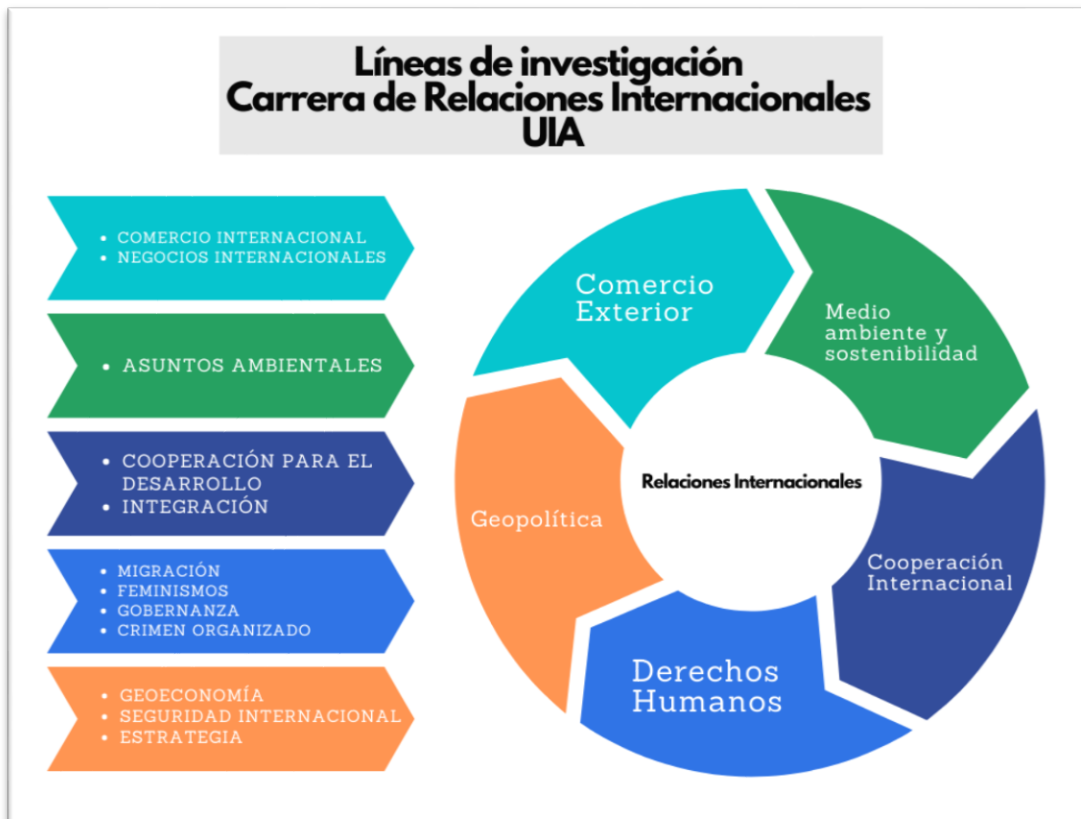 Líneas de investigación
Carrera de Relaciones Internacionales
UIA
• COMERCIO INTERNACIONAL
• NEGOCIOS INTERNACIONALES
• ASUNTOS AMBIENTALES
• COOPERACIÓN PARA EL
DESARROLLO
• INTEGRACIÓN
• MIGRACIÓN
• FEMINISMOS
• GOBERNANZA
• CRIMEN ORGANIZADO
• GEOECONOMÍA
• SEGURIDAD INTERNACIONAL
• ESTRATEGIA
Comercio
Exterior
Medio
ambiente y
sostenibilidad
Relaciones Internacionales
Geopolítica
Cooperación
Internacional
Derechos
Humanos